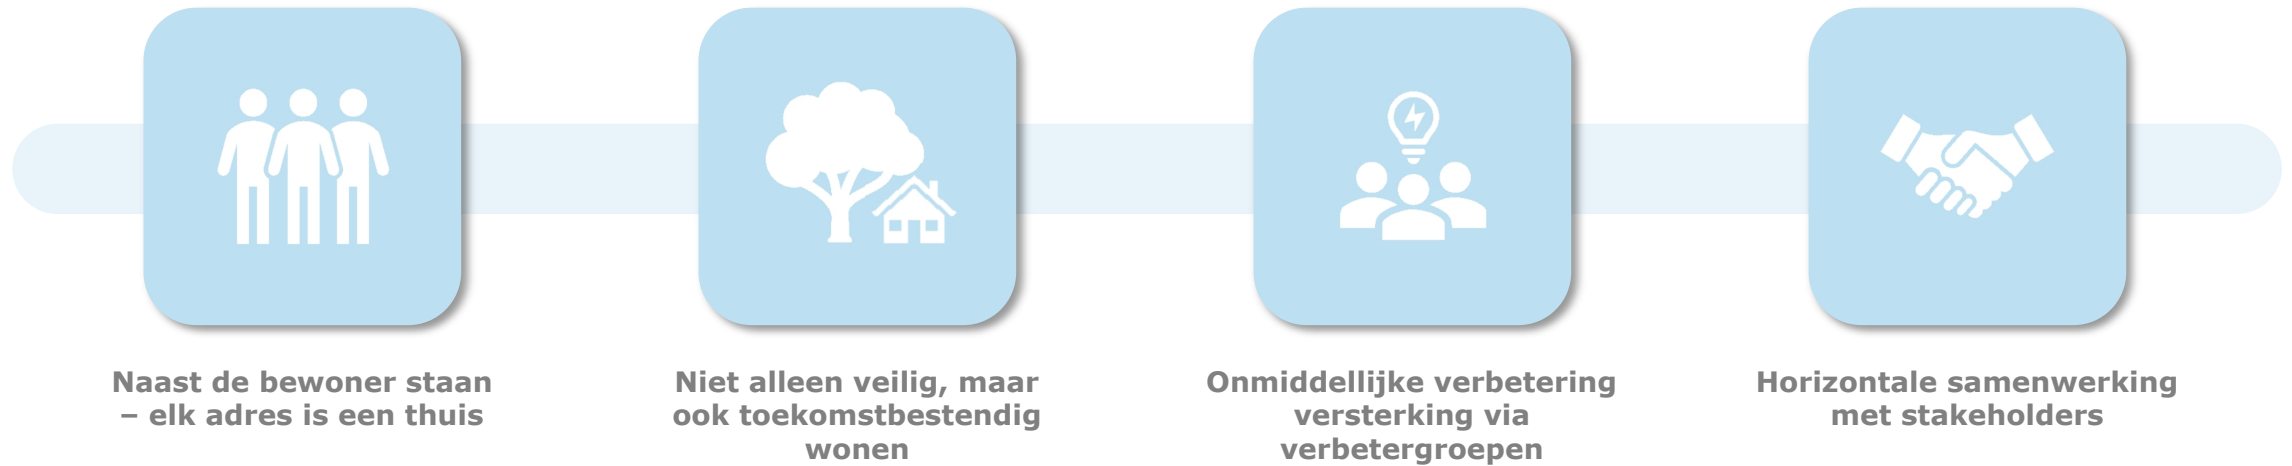 Naast de bewoner staan
– elk adres is een thuis
Niet alleen veilig, maar
ook toekomstbestendig
wonen
Onmiddellijke verbetering
versterking via
verbetergroepen
Horizontale samenwerking
met stakeholders